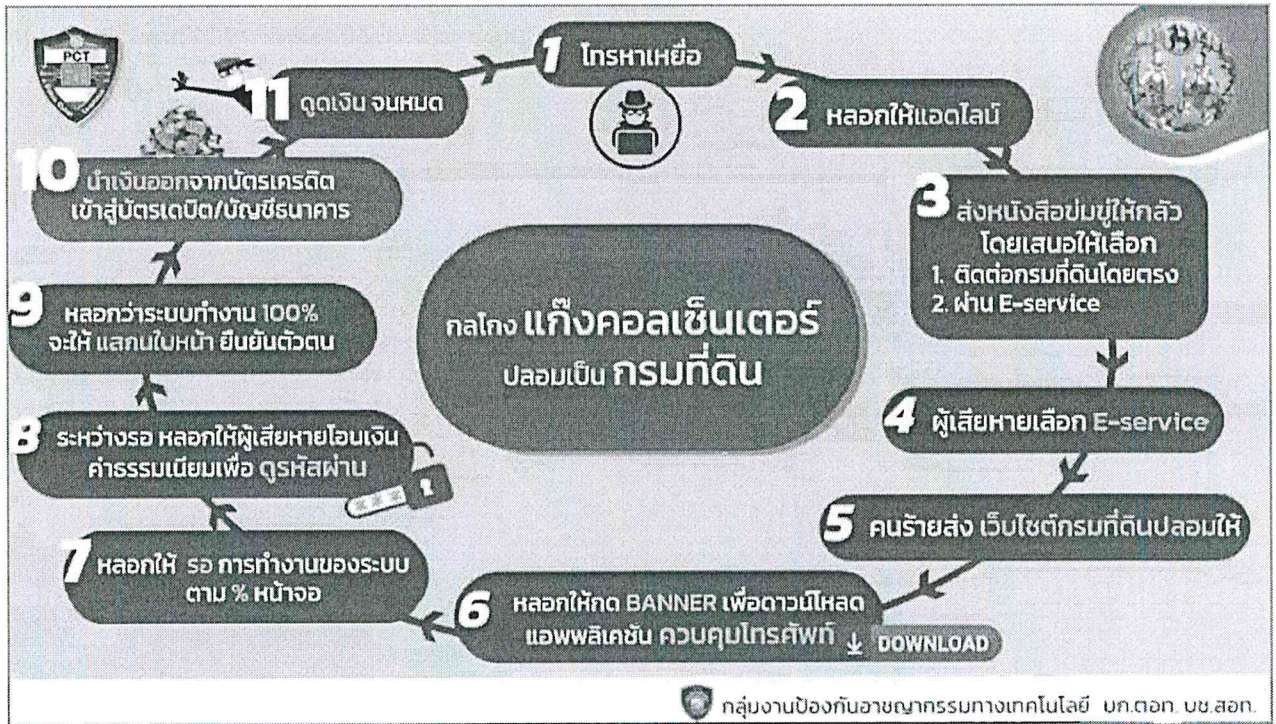 PCT
1 โทรหาเหยื่อ
2 หลอกให้แอดไลน์
3 ส่งหนังสือข่มขู่ให้กลัว
โดยเสนอให้เลือก
1. ติดต่อกรมที่ดินโดยตรง
2. ผ่าน E-service
4 ผู้เสียหายเลือก E-service
5 คนร้ายส่ง เว็บไซต์กรมที่ดินปลอมให้
6 หลอกให้กด BANNER เพื่อดาวน์โหลด
แอพพลิเคชัน ควบคุมโทรศัพท์
DOWNLOAD
7 หลอกให้ รอ การทำงานของระบบ
ตาม % หน้าจอ
8 ระหว่างรอ หลอกให้ผู้เสียหายโอนเงิน
ค่าธรรมเนียมเพื่อ ดูรหัสผ่าน
9 หลอกว่าระบบทำงาน 100%
จะให้ แสกนใบหน้า ยืนยันตัวตน
10 นำเงินออกจากบัตรเครดิต
เข้าสู่บัตรเดบิต/บัญชีธนาคาร
11 ดูดเงิน จนหมด
กลโกง แก๊งคอลเซ็นเตอร์
ปลอมเป็น กรมที่ดิน
กลุ่มงานป้องกันอาชญากรรมทางเทคโนโลยี บก.ตอท. บช.สอท.